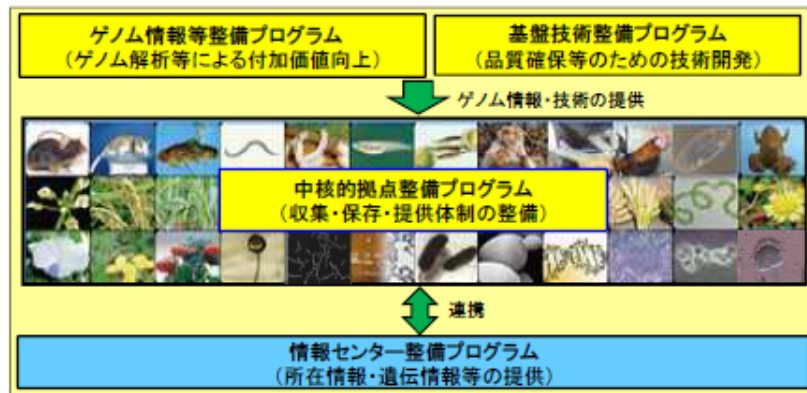 ゲノム情報等整備プログラム
(ゲノム解析等による付加価値向上)
基盤技術整備プログラム
(品質確保等のための技術開発)
ゲノム情報・技術の提供
中核的拠点整備プログラム
(収集・保存・提供体制の整備)
連携
情報センター整備プログラム
(所在情報・遺伝情報等の提供)